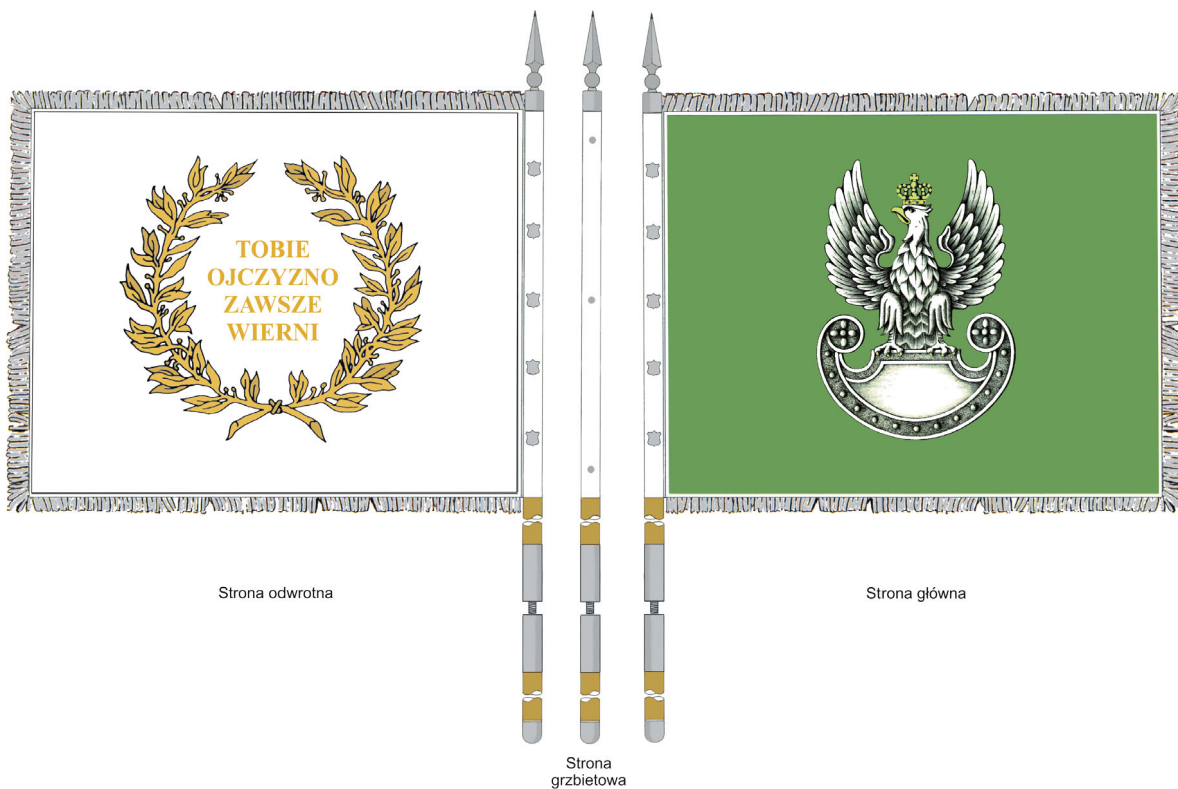 TOBIE
OJCZYZNO
ZAWSZE
WIERNI
Strona odwrotna
Strona główna
Strona
grzbietowa